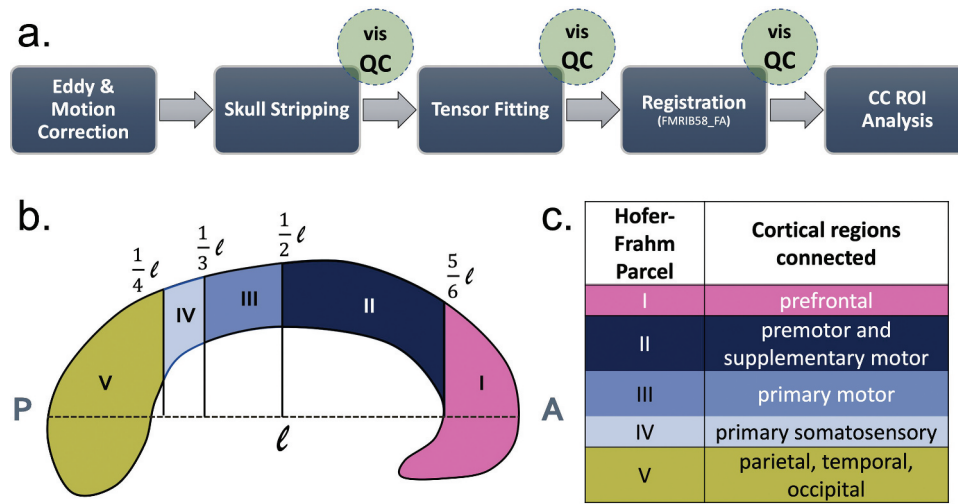 a.
vis
QC
vis
QC
vis
QC
Eddy &
Motion
Correction
Skull Stripping
Tensor Fitting
Registration
(FMRIB58_FA)
CC ROI
Analysis
b.
1/4 ℓ
1/3 ℓ
1/2 ℓ
5/6 ℓ
IV
III
II
V
I
P
A
ℓ
c.
Hofer-
Frahm
Parcel
Cortical regions
connected
I
prefrontal
II
premotor and
supplementary motor
III
primary motor
IV
primary somatosensory
V
parietal, temporal,
occipital